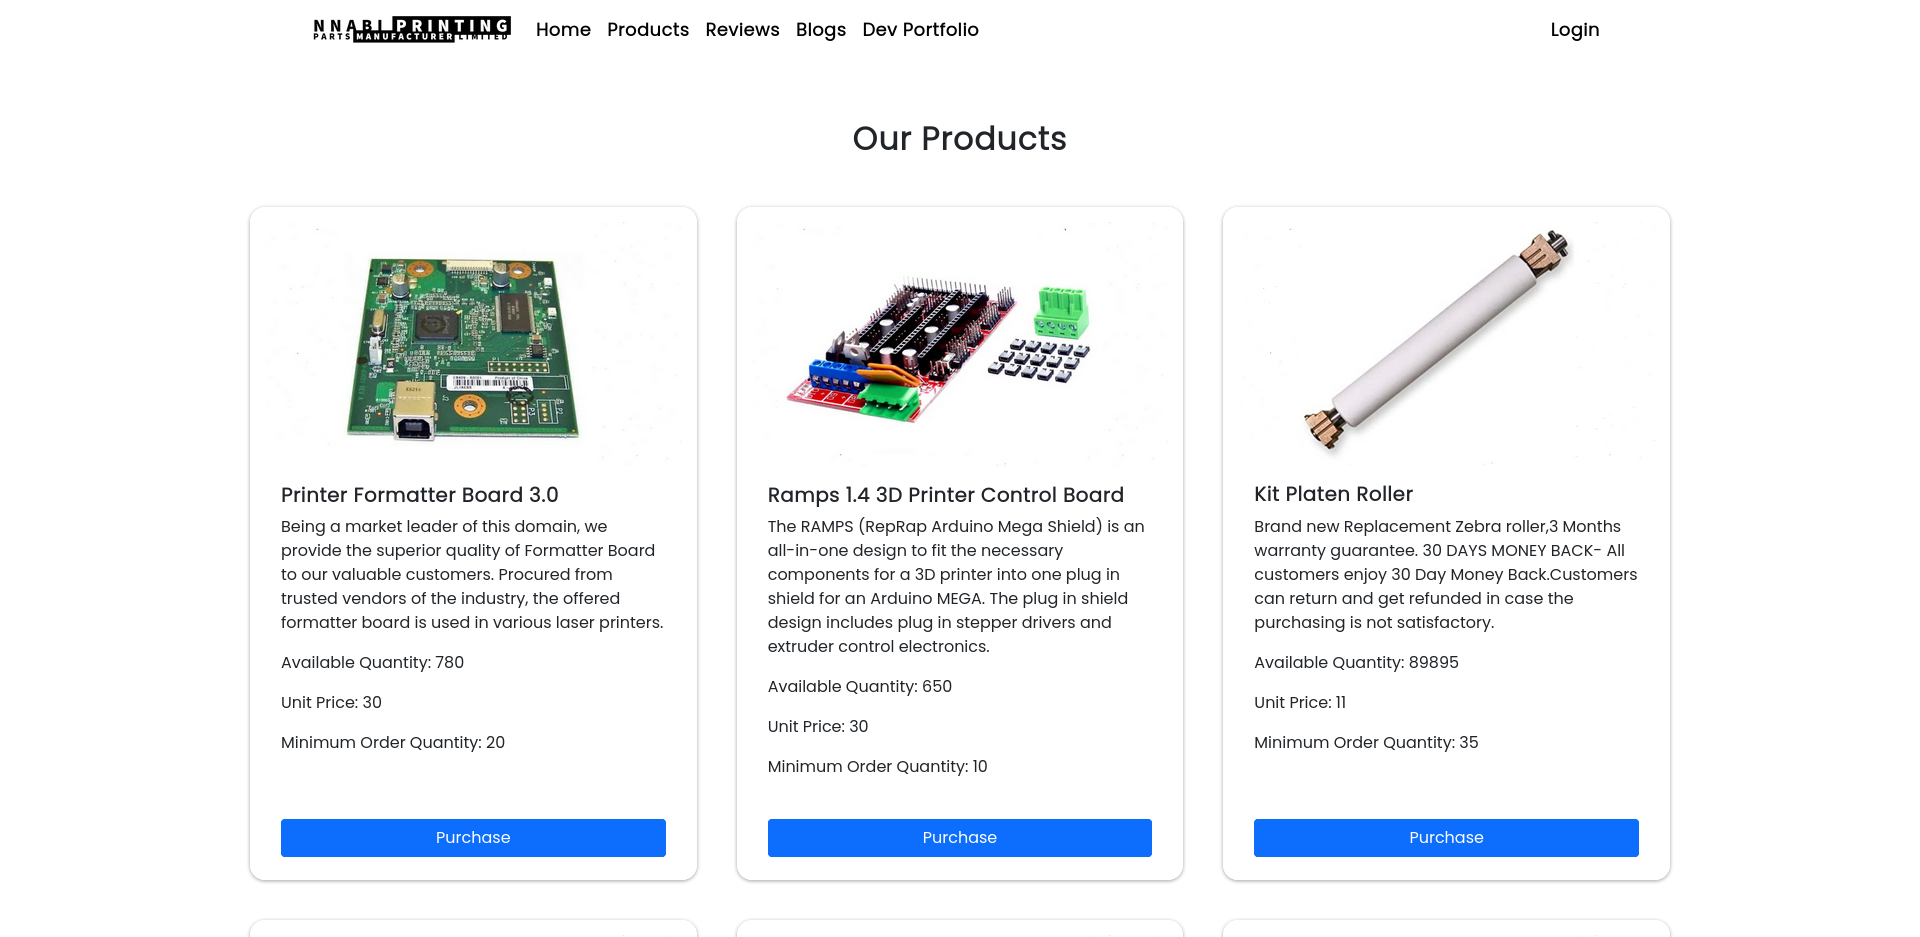 NNABI PRINTING
PARTS MANUFACTURER LIMITED
Home Products Reviews Blogs Dev Portfolio Login
Our Products
Printer Formatter Board 3.0
Being a market leader of this domain, we
provide the superior quality of Formatter Board
to our valuable customers. Procured from
trusted vendors of the industry, the offered
formatter board is used in various laser printers.
Available Quantity: 780
Unit Price: 30
Minimum Order Quantity: 20
Purchase
Ramps 1.4 3D Printer Control Board
The RAMPS (RepRap Arduino Mega Shield) is an
all-in-one design to fit the necessary
components for a 3D printer into one plug in
shield for an Arduino MEGA. The plug in shield
design includes plug in stepper drivers and
extruder control electronics.
Available Quantity: 650
Unit Price: 30
Minimum Order Quantity: 10
Purchase
Kit Platen Roller
Brand new Replacement Zebra roller,3 Months
warranty guarantee. 30 DAYS MONEY BACK- All
customers enjoy 30 Day Money Back.Customers
can return and get refunded in case the
purchasing is not satisfactory.
Available Quantity: 89895
Unit Price: 11
Minimum Order Quantity: 35
Purchase